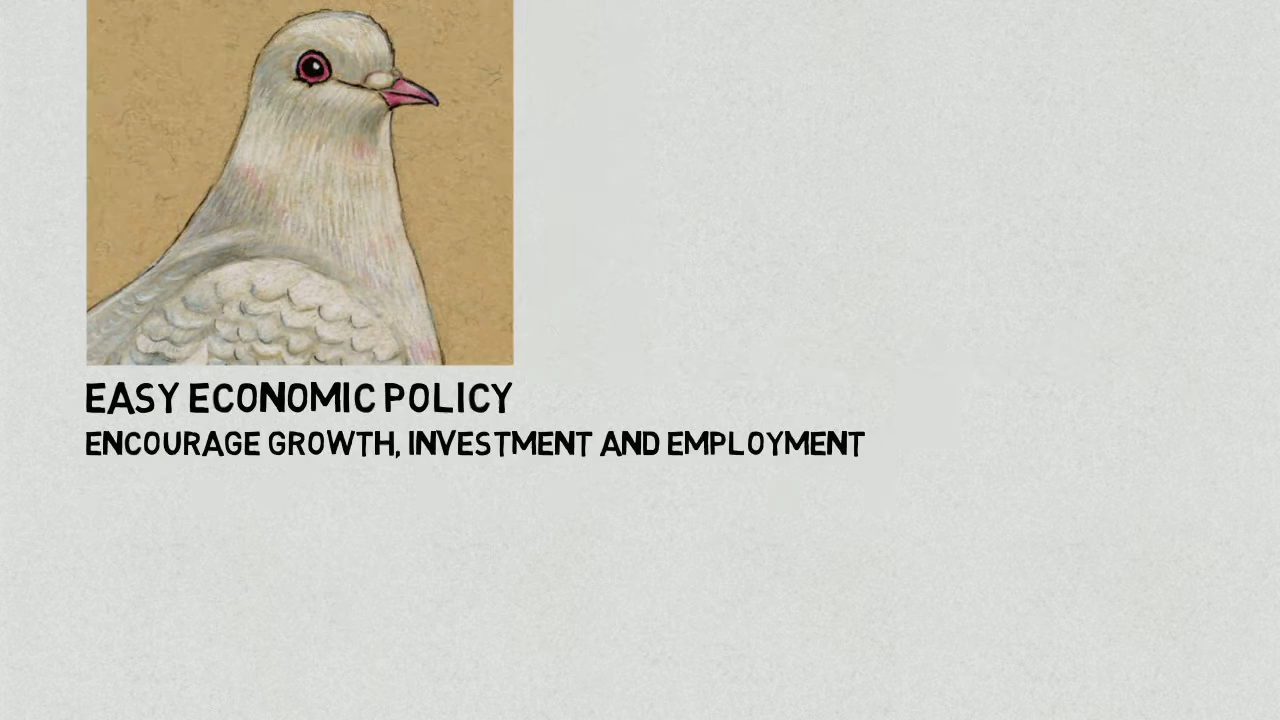 EASY ECONOMIC POLICY
ENCOURAGE GROWTH, INVESTMENT AND EMPLOYMENT